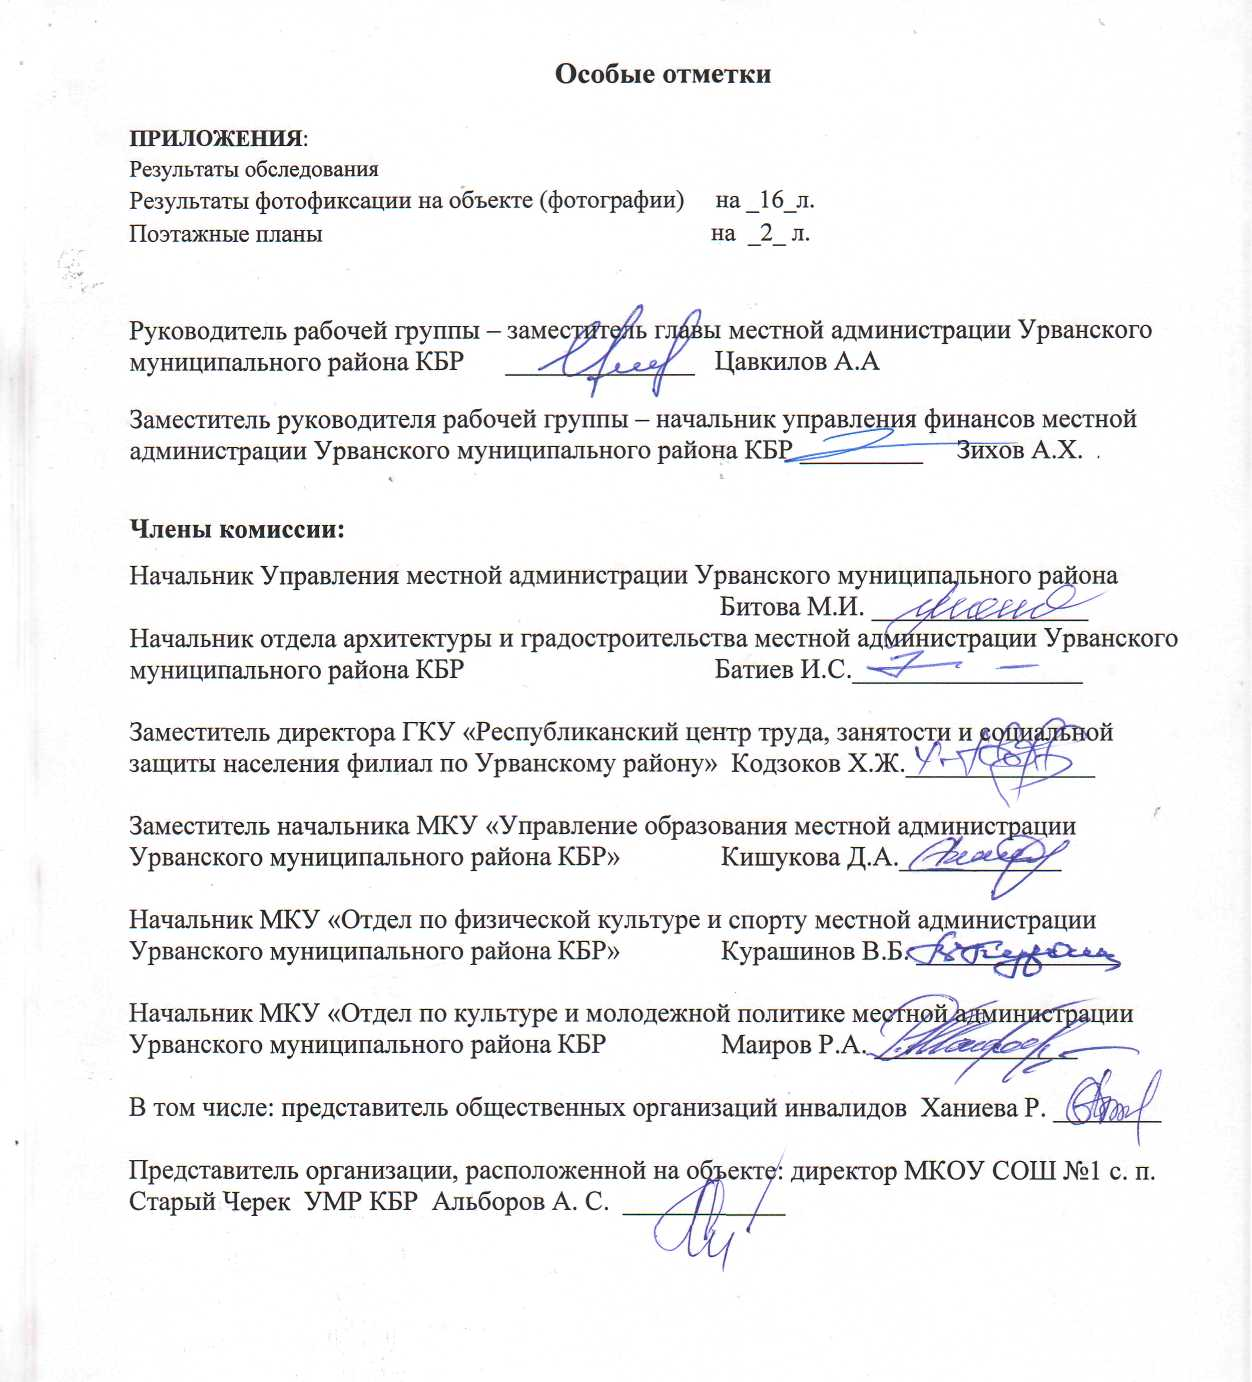 Особые отметки
ПРИЛОЖЕНИЯ:
Результаты обследования
Результаты фотофиксации на объекте (фотографии) на _16_л.
Поэтажные планы на _2_ л.
Руководитель рабочей группы – заместитель главы местной администрации Урванского
муниципального района КБР ______________ Цавкилов А.А
Заместитель руководителя рабочей группы – начальник управления финансов местной
администрации Урванского муниципального района КБР _________ Зихов А.Х.
Члены комиссии:
Начальник Управления местной администрации Урванского муниципального района
Битова М.И. ________________
Начальник отдела архитектуры и градостроительства местной администрации Урванского
муниципального района КБР Батиев И.С._________________
Заместитель директора ГКУ «Республиканский центр труда, занятости и социальной
защиты населения филиал по Урванскому району» Кодзоков Х.Ж.______________
Заместитель начальника МКУ «Управление образования местной администрации
Урванского муниципального района КБР» Кишукова Д.А.____________
Начальник МКУ «Отдел по физической культуре и спорту местной администрации
Урванского муниципального района КБР» Курашинов В.Б. _______________
Начальник МКУ «Отдел по культуре и молодежной политике местной администрации
Урванского муниципального района КБР Маиров Р.А. _______________
В том числе: представитель общественных организаций инвалидов Ханиева Р. ________
Представитель организации, расположенной на объекте: директор МКОУ СОШ №1 с. п.
Старый Черек УМР КБР Альборов А. С. ____________